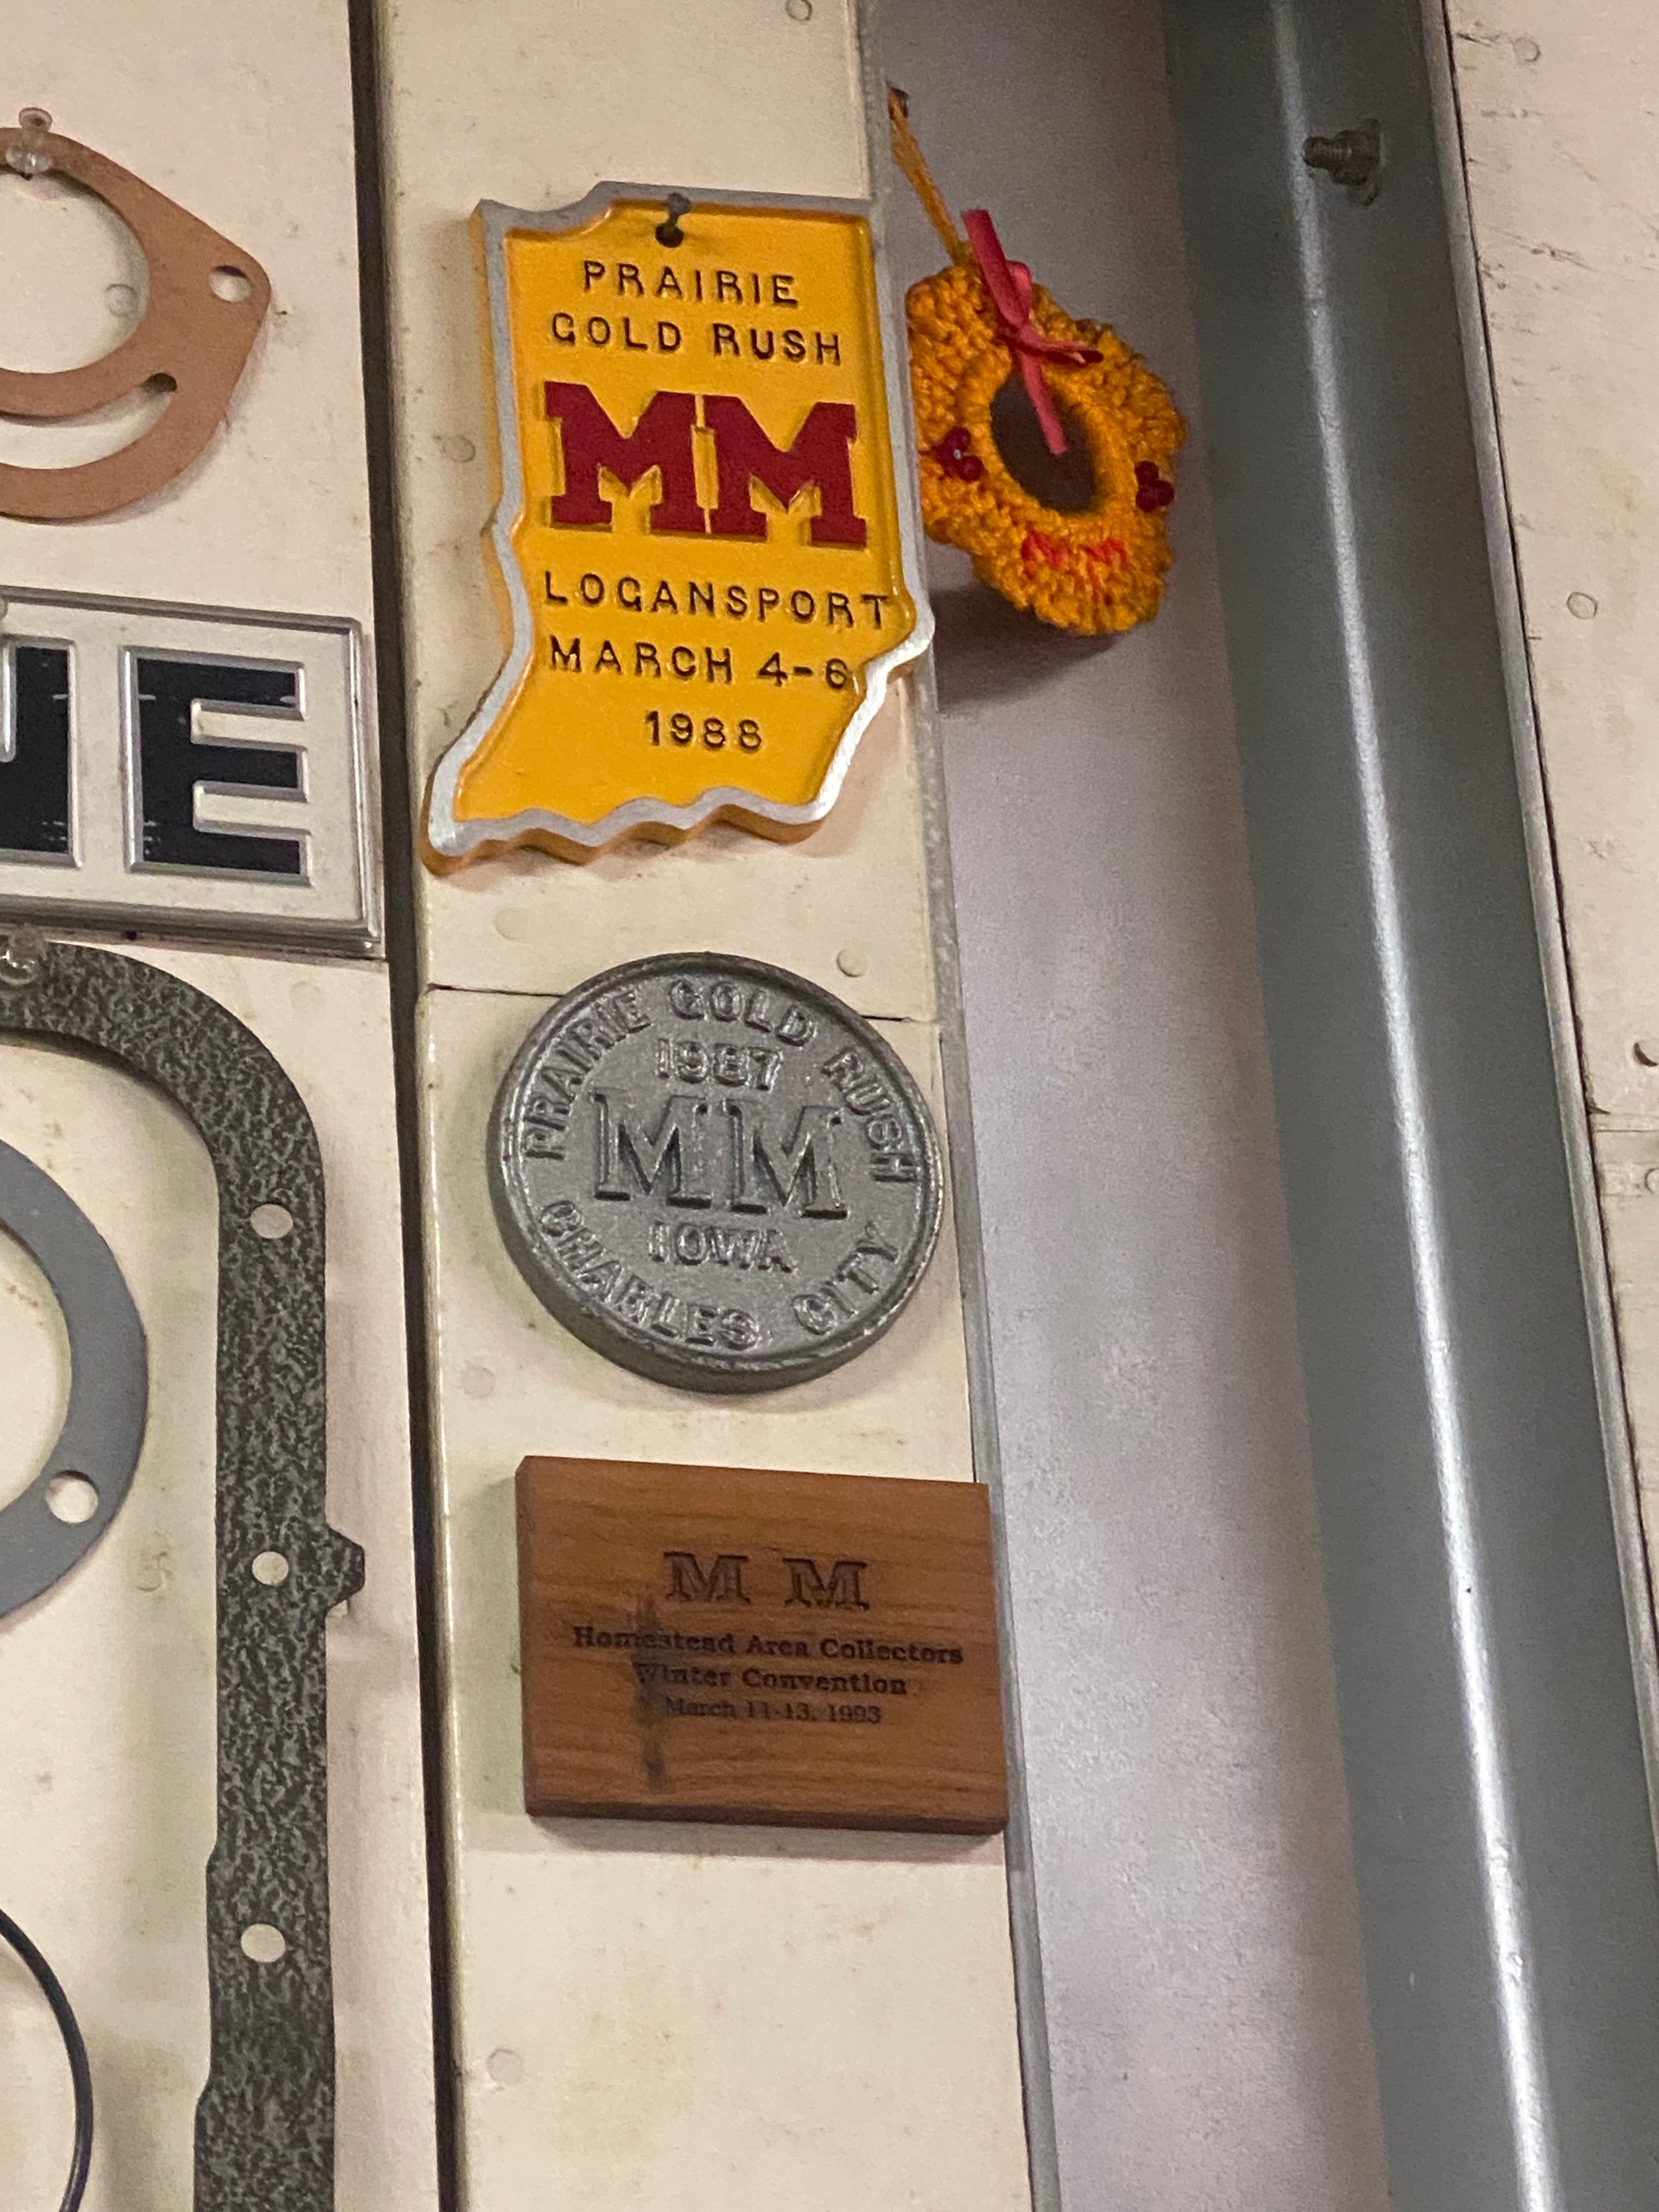 PRAIRIE
GOLD RUSH
MM
LOGANSPORT
MARCH 4-6
1988
MM
NE
PRAIRIE GOLD RUSH
1987
MM
IOWA
CHARLES CITY
M M
Homestead Area Collectors
Winter Convention
March 11-13, 1993